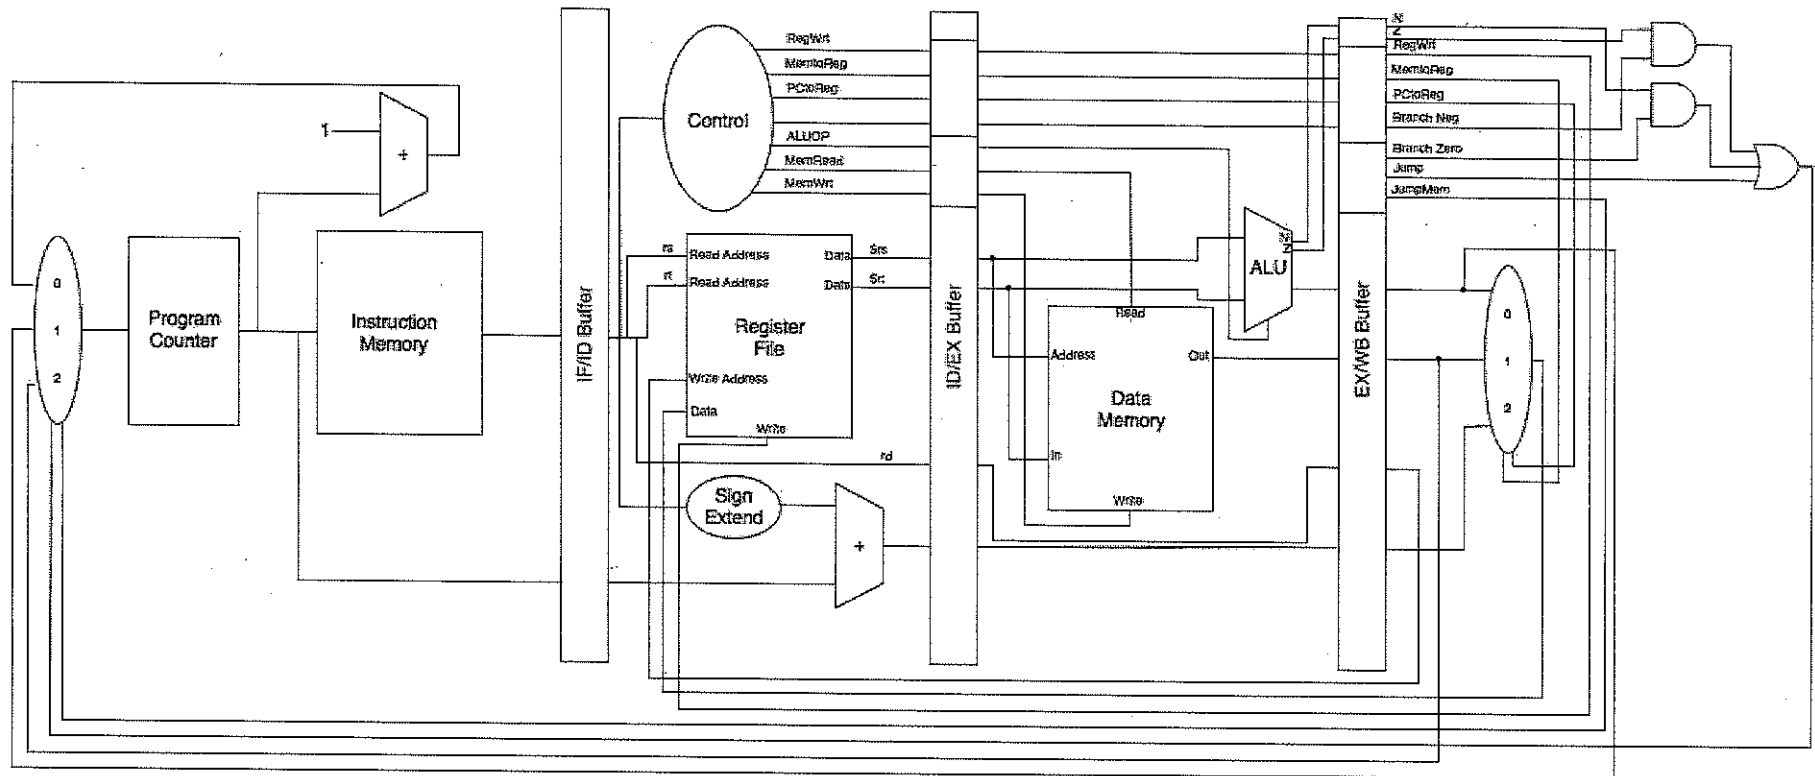 RegWrt
MemtoReg
PCtoReg
ALUOP
MemRead
MemWrt
Control
1
+
0
1
2
Program
Counter
Instruction
Memory
IF/ID Buffer
rs
rt
Read Address
Read Address
Data
Data
Register
File
Write Address
Data
Write
rd
Sign
Extend
+
ID/EX Buffer
Read
Address
Out
Data
Memory
In
Write
ALU
N
Z
EX/WB Buffer
N
Z
RegWrt
MemtoReg
PCtoReg
Branch Neg
Branch Zero
Jump
JumpMem
0
1
2